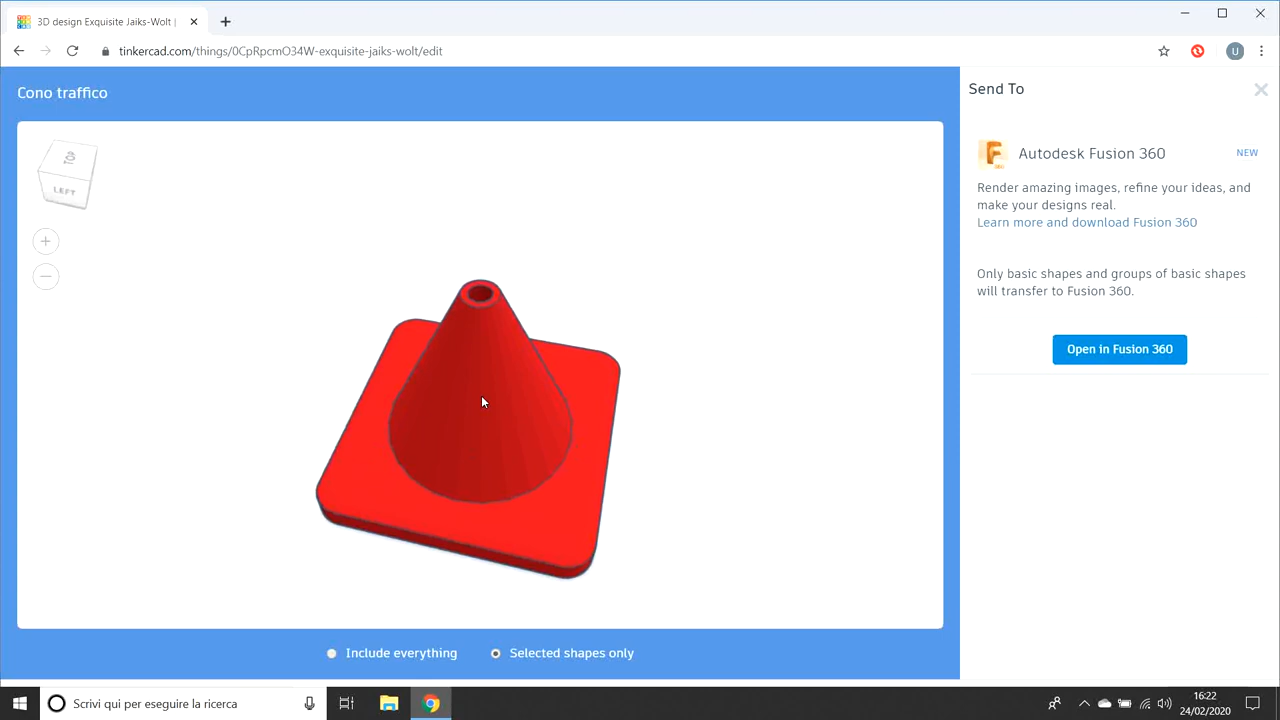 3D design Exquisite Jaiks-Wolt |
tinkercad.com/things/0CpRpcmO34W-exquisite-jaiks-wolt/edit
U
Cono traffico
Send To
TOP
LEFT
Autodesk Fusion 360
NEW
Render amazing images, refine your ideas, and
make your designs real.
Learn more and download Fusion 360
Only basic shapes and groups of basic shapes
will transfer to Fusion 360.
Open in Fusion 360
Include everything
Selected shapes only
Scrivi qui per eseguire la ricerca
16:22
24/02/2020